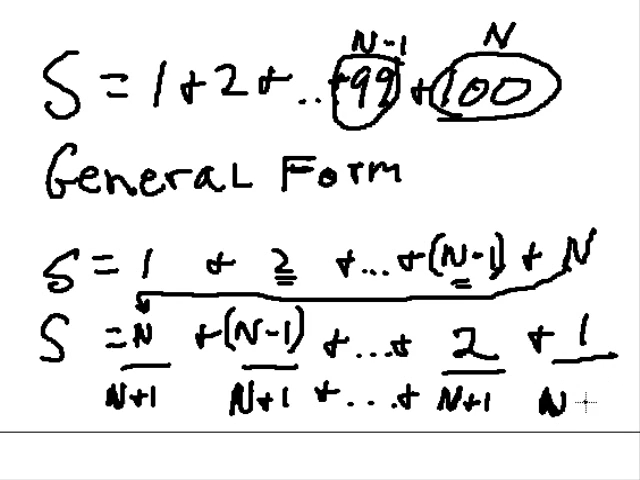 N-1 N
S = 1 + 2 + ... + 99 + 100
General Form
S = 1 + 2 + ... + (N-1) + N
S = N + (N-1) + ... + 2 + 1
N+1 N+1 + ... + N+1 N